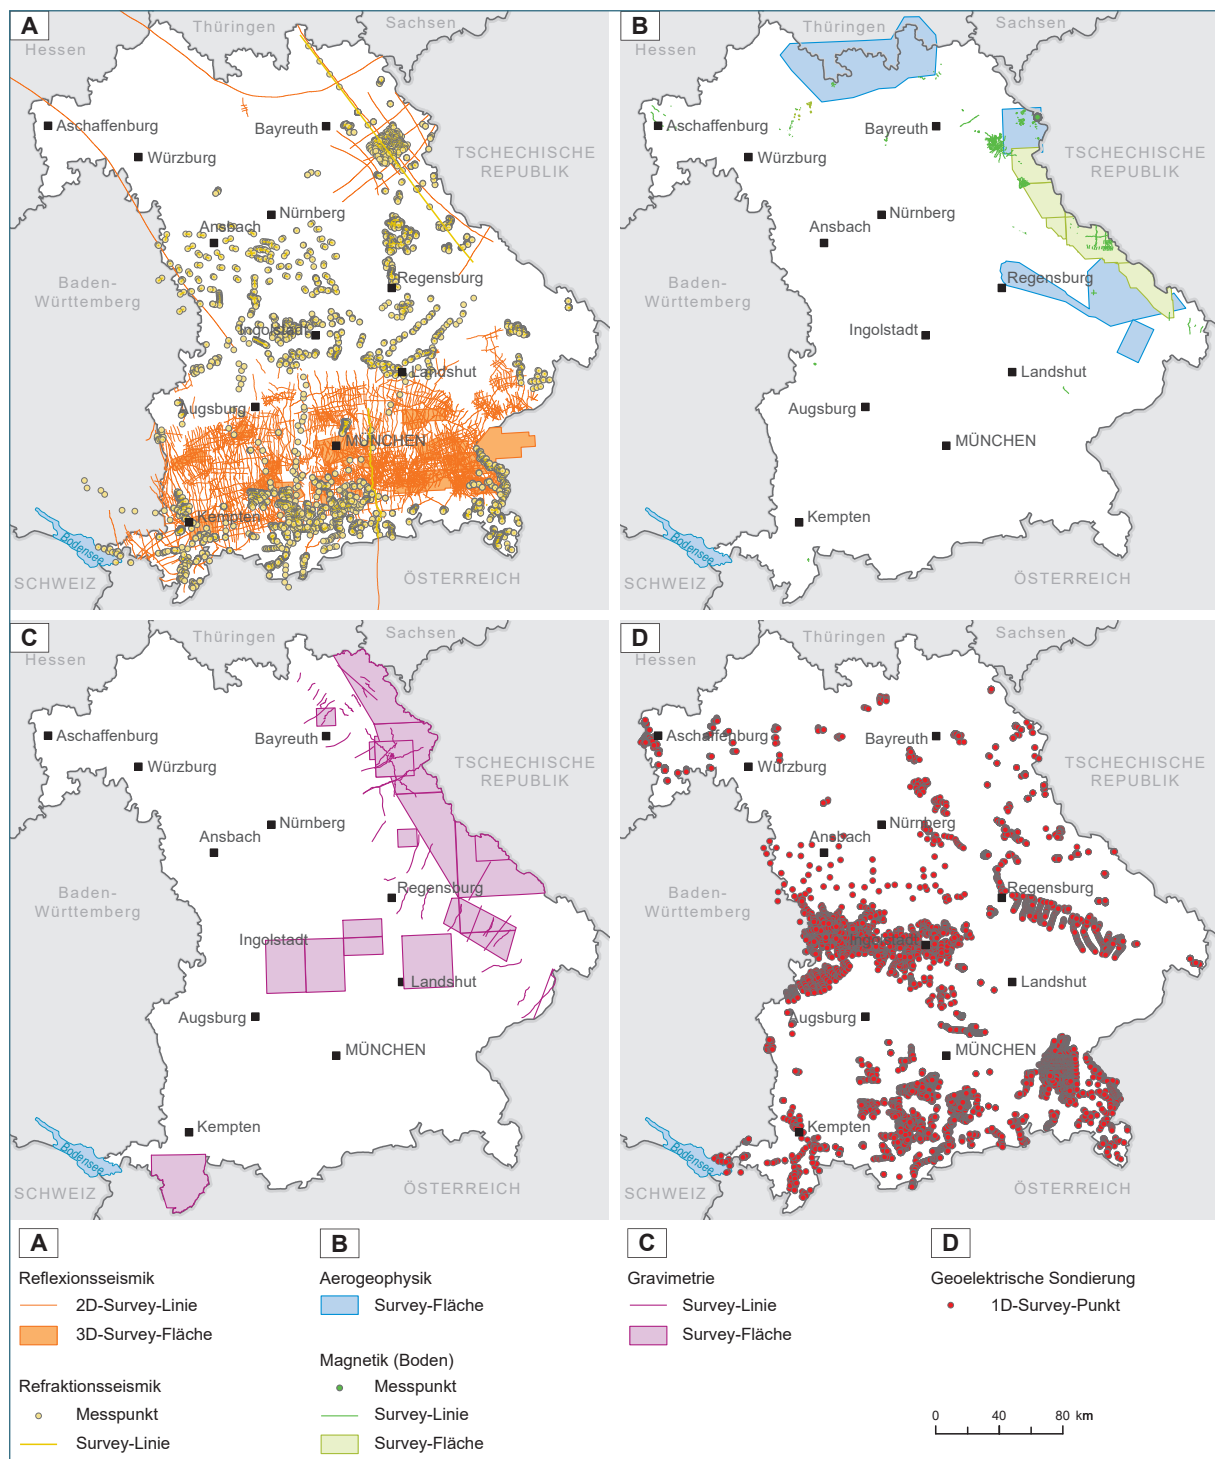 A
Thüringen
Sachsen
Hessen
Aschaffenburg
Bayreuth
Würzburg
TSCHECHISCHE
REPUBLIK
Nürnberg
Ansbach
Baden-
Württemberg
Regensburg
Ingolstadt
Landshut
Augsburg
MÜNCHEN
Kempten
Bodensee
SCHWEIZ
ÖSTERREICH
B
Thüringen
Sachsen
Hessen
Aschaffenburg
Bayreuth
Würzburg
TSCHECHISCHE
REPUBLIK
Nürnberg
Ansbach
Baden-
Württemberg
Regensburg
Ingolstadt
Landshut
Augsburg
MÜNCHEN
Kempten
Bodensee
SCHWEIZ
ÖSTERREICH
C
Thüringen
Sachsen
Hessen
Aschaffenburg
Bayreuth
Würzburg
TSCHECHISCHE
REPUBLIK
Nürnberg
Ansbach
Baden-
Württemberg
Regensburg
Ingolstadt
Landshut
Augsburg
MÜNCHEN
Kempten
Bodensee
SCHWEIZ
ÖSTERREICH
D
Thüringen
Sachsen
Hessen
Aschaffenburg
Bayreuth
Würzburg
TSCHECHISCHE
REPUBLIK
Nürnberg
Ansbach
Baden-
Württemberg
Regensburg
Ingolstadt
Landshut
Augsburg
MÜNCHEN
Kempten
Bodensee
SCHWEIZ
ÖSTERREICH
A
Reflexionsseismik
2D-Survey-Linie
3D-Survey-Fläche
Refraktionsseismik
Messpunkt
Survey-Linie
B
Aerogeophysik
Survey-Fläche
Magnetik (Boden)
Messpunkt
Survey-Linie
Survey-Fläche
C
Gravimetrie
Survey-Linie
Survey-Fläche
D
Geoelektrische Sondierung
1D-Survey-Punkt
0 40 80 km